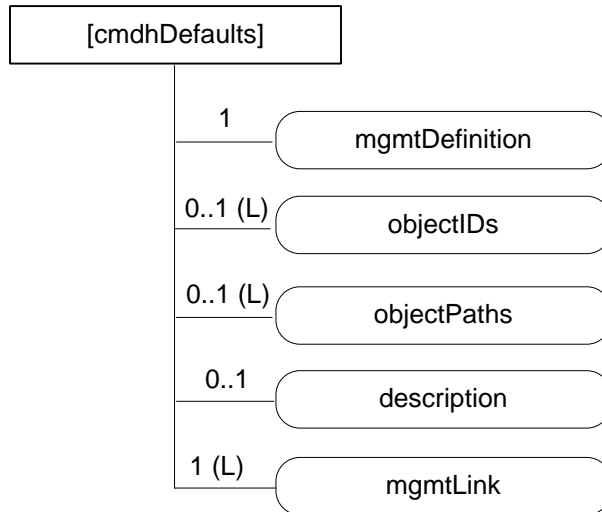 [cmdhDefaults]
1
mgmtDefinition
0..1 (L)
objectIDs
0..1 (L)
objectPaths
0..1
description
1 (L)
mgmtLink